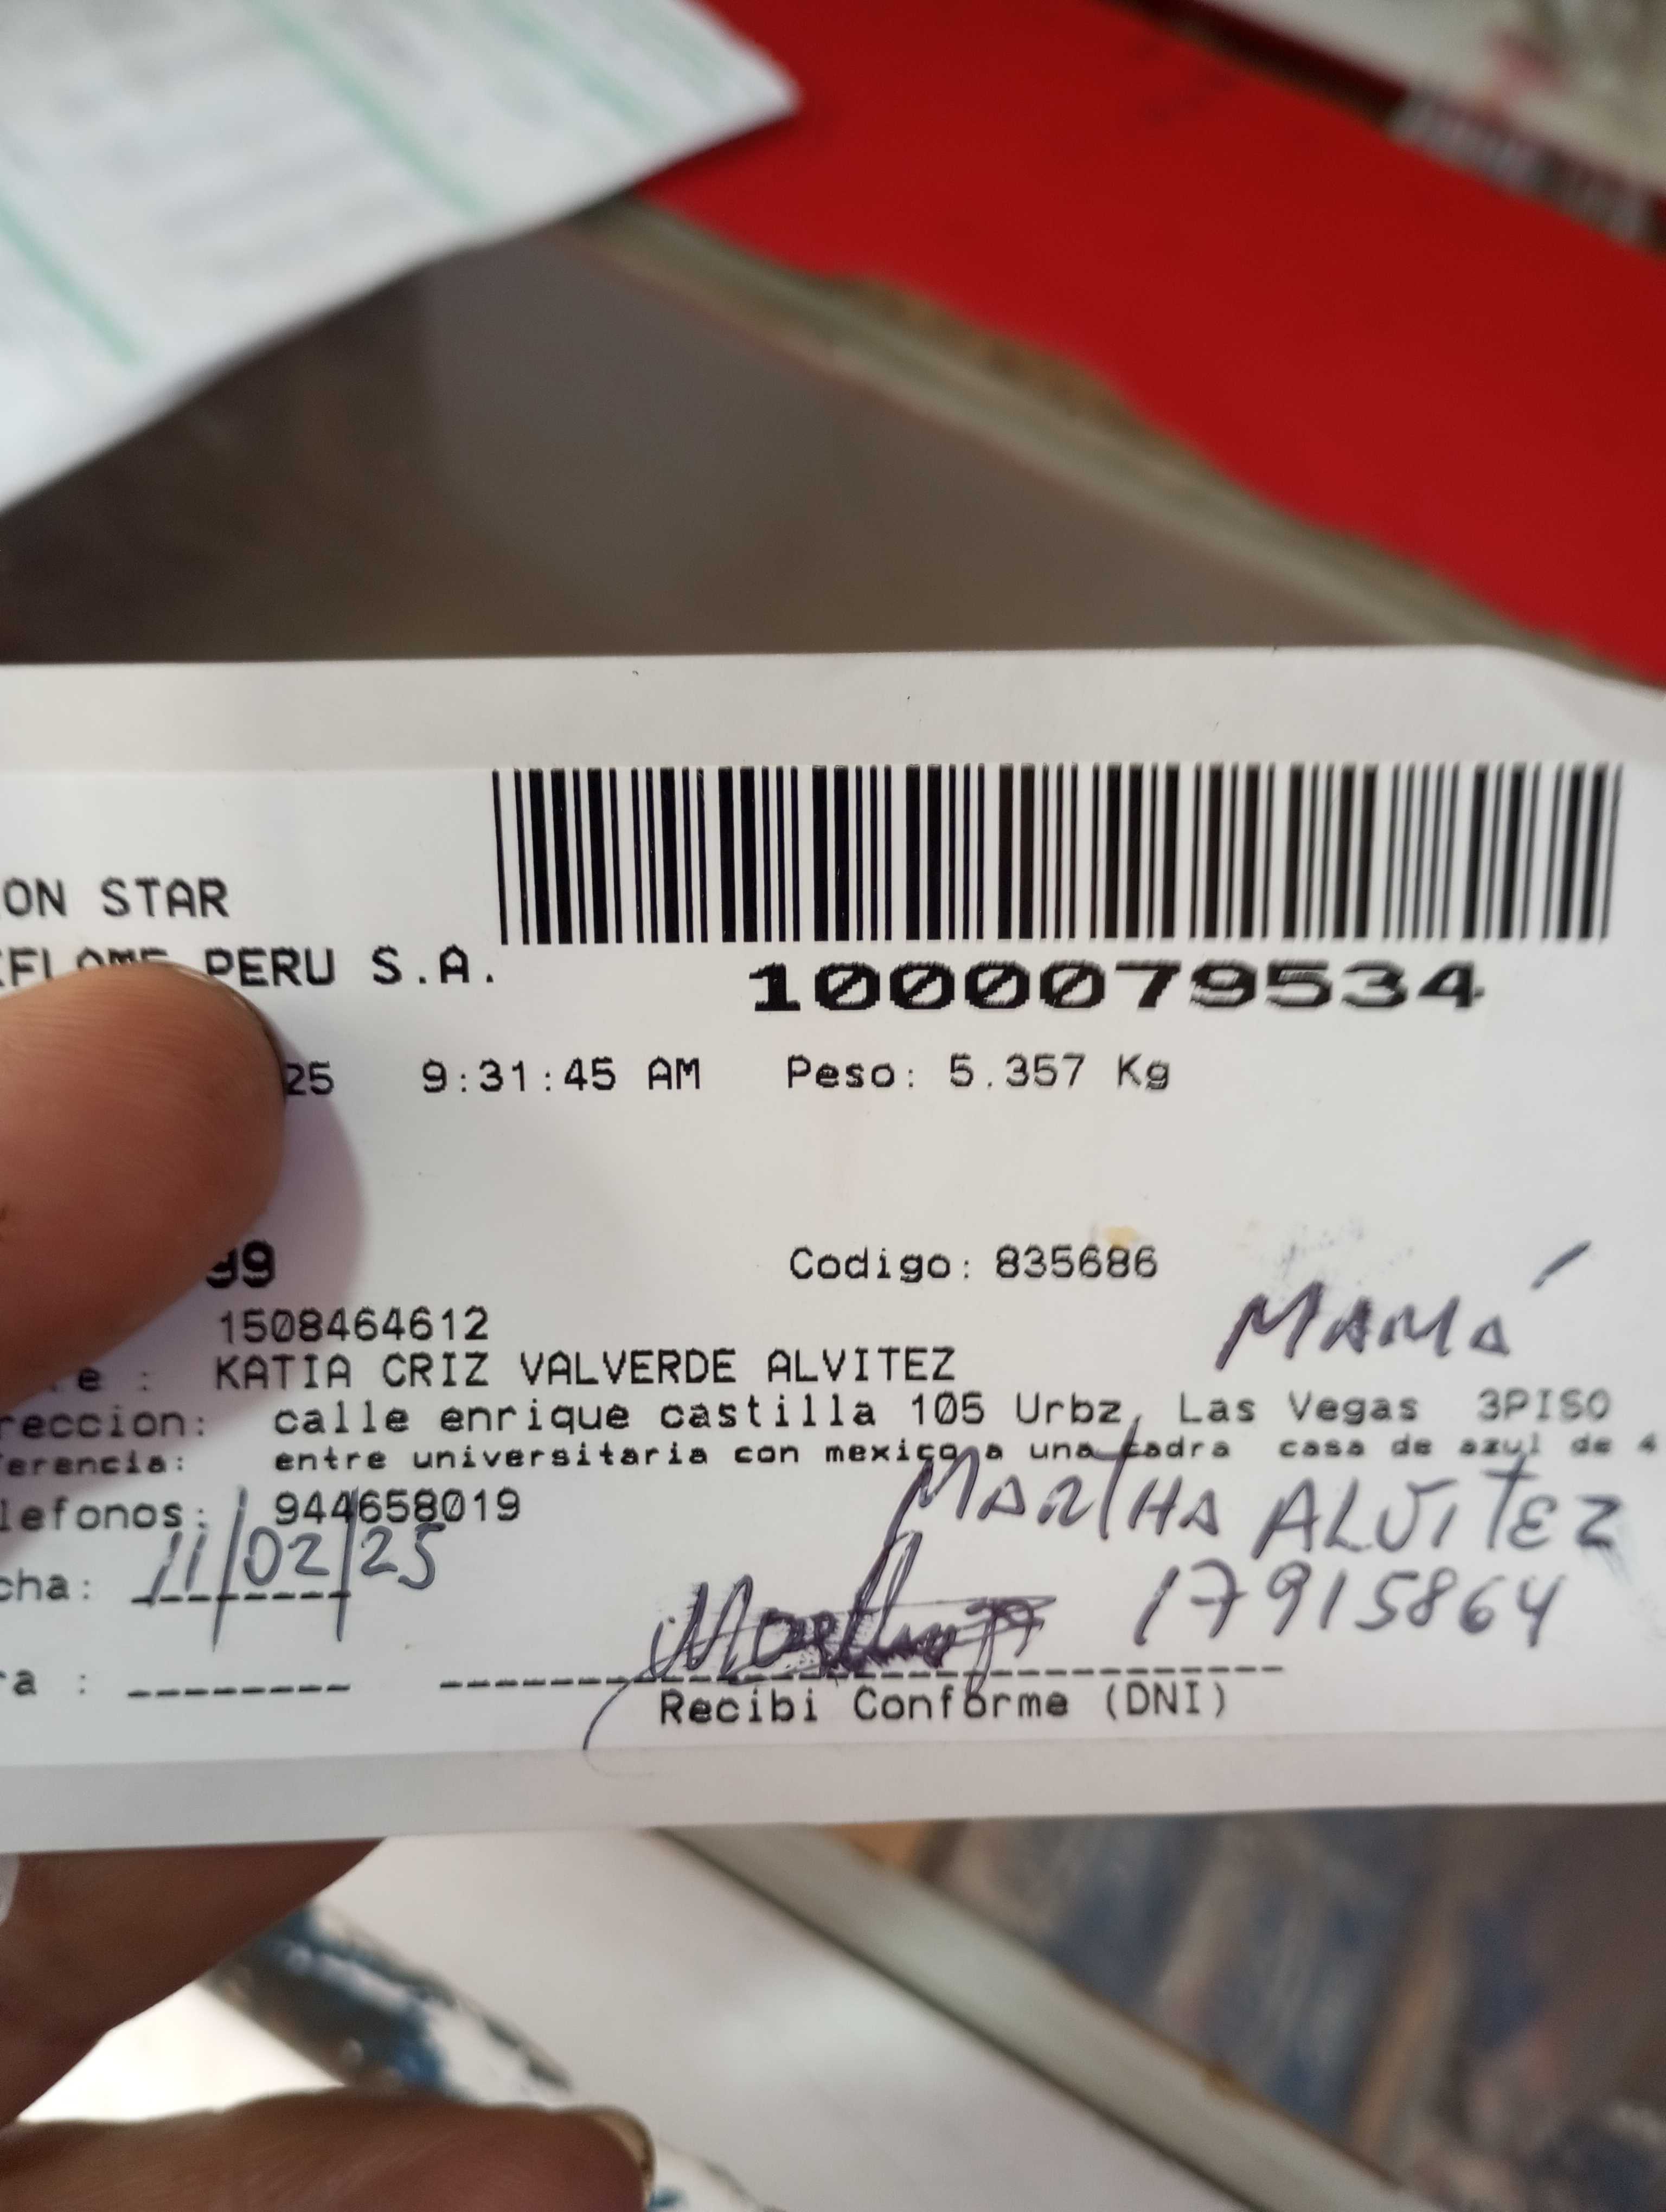 ON STAR
PERU S.A.
1000079534
25 9:31:45 AM Peso: 5.357 Kg
99 Codigo: 835686
MAMÁ
1508464612
e : KATIA CRIZ VALVERDE ALVITEZ
reccion: calle enrique castilla 105 Urbz, Las Vegas 3PISO
erencia: entre universitaria con mexico a una cadra casa de azul de 4
MARTHA ALVITEZ
lefonos: 944658019
cha: 11/02/25
17915864
ra :
Recibi Conforme (DNI)